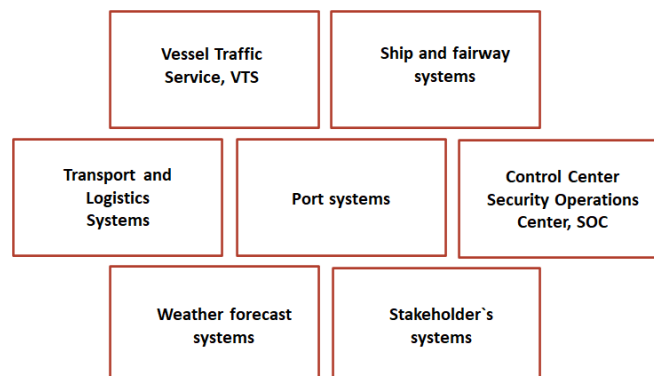 Vessel Traffic
Service, VTS
Ship and fairway
systems
Transport and
Logistics
Systems
Port systems
Control Center
Security Operations
Center, SOC
Weather forecast
systems
Stakeholder`s
systems